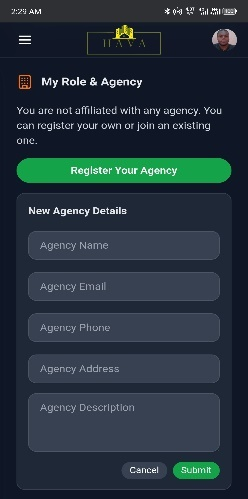 2:29 AM
HAVA
My Role & Agency
You are not affiliated with any agency. You
can register your own or join an existing
one.
Register Your Agency
New Agency Details
Agency Name
Agency Email
Agency Phone
Agency Address
Agency Description
Cancel
Submit